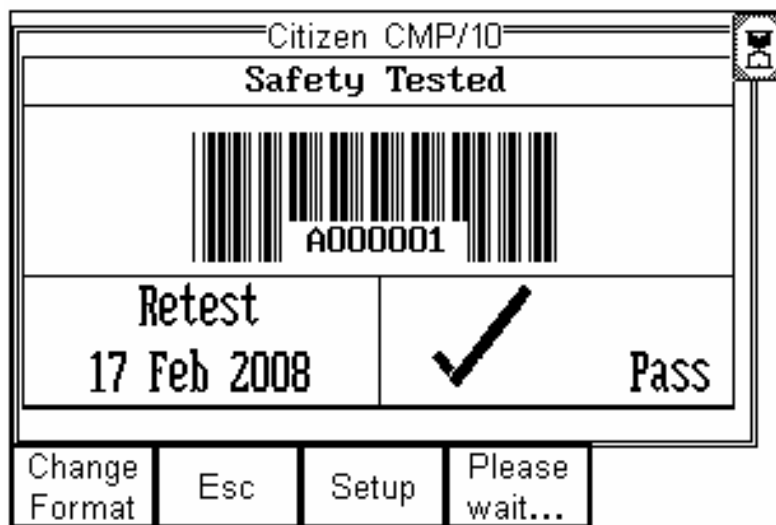 Citizen CMP/10
Safety Tested
A000001
Retest
17 Feb 2008
Pass
Change
Format
Esc
Setup
Please
wait...